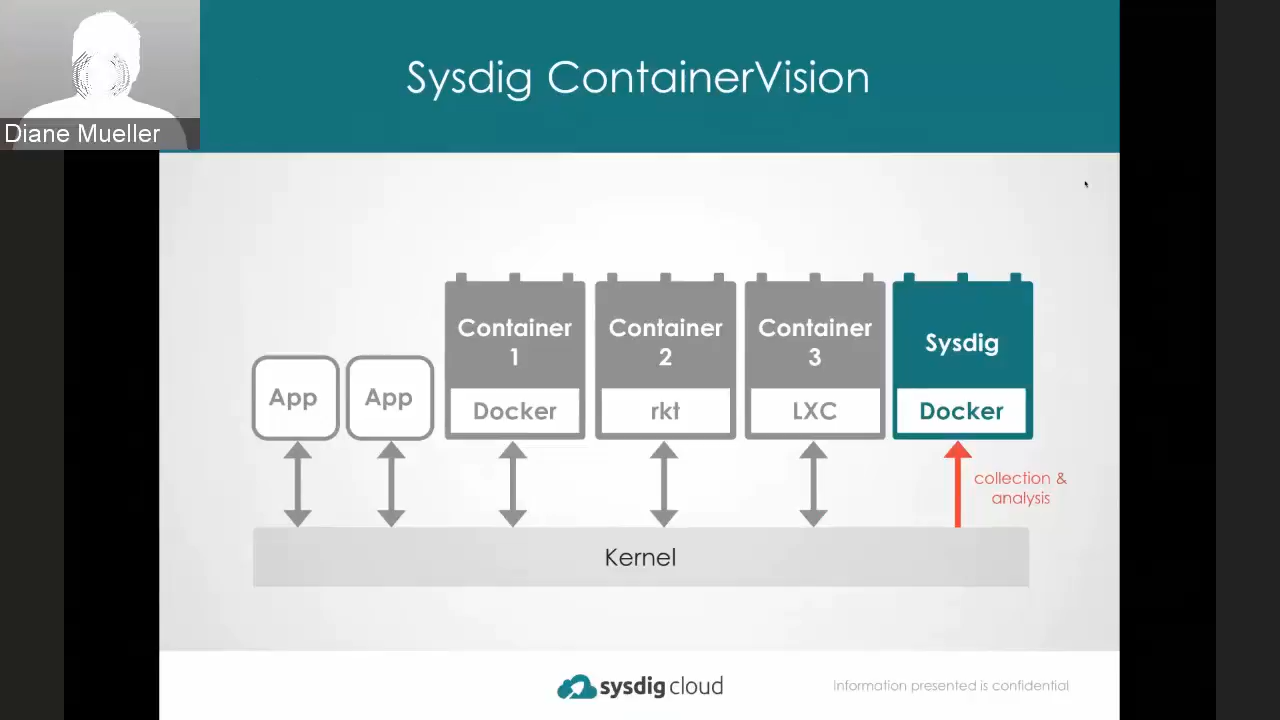 Sysdig ContainerVision
Diane Mueller
App
App
Container
1
Docker
Container
2
rkt
Container
3
LXC
Sysdig
Docker
collection &
analysis
Kernel
sysdig cloud
information presented is confidential